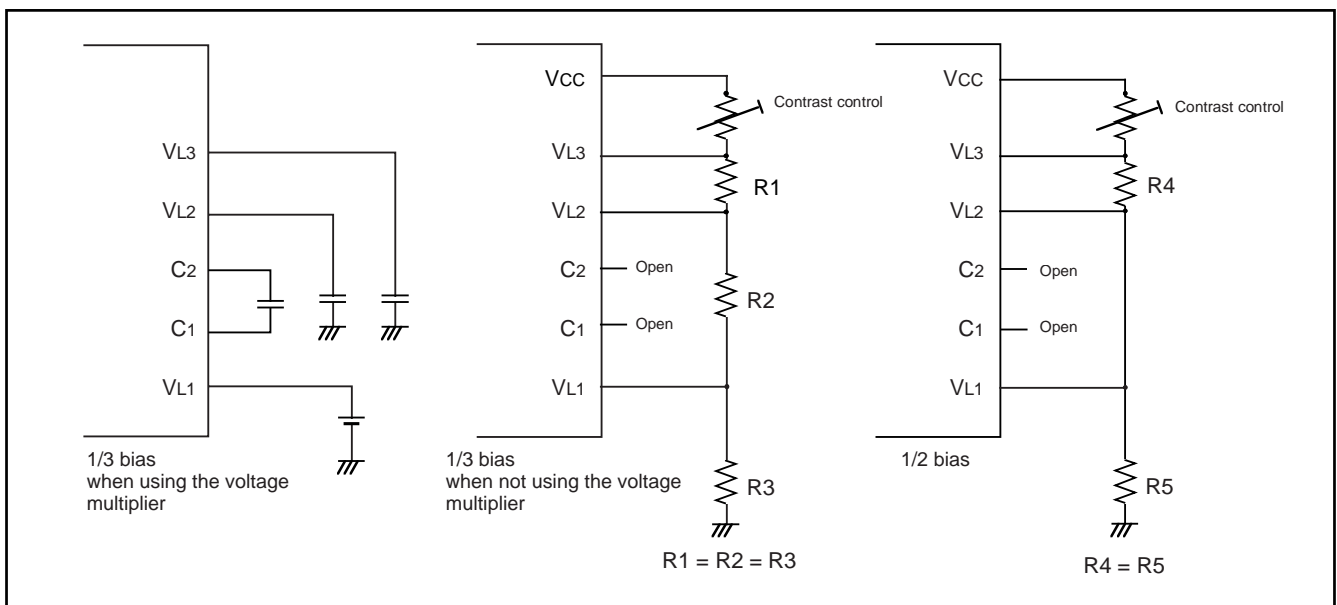 VL3
VL2
C2
C1
VL1
1/3 bias
when using the voltage
multiplier
VCC
Contrast control
VL3
R1
VL2
C2
Open
R2
C1
Open
VL1
1/3 bias
when not using the voltage
multiplier
R3
R1 = R2 = R3
VCC
Contrast control
VL3
R4
VL2
C2
Open
C1
Open
VL1
1/2 bias
R5
R4 = R5